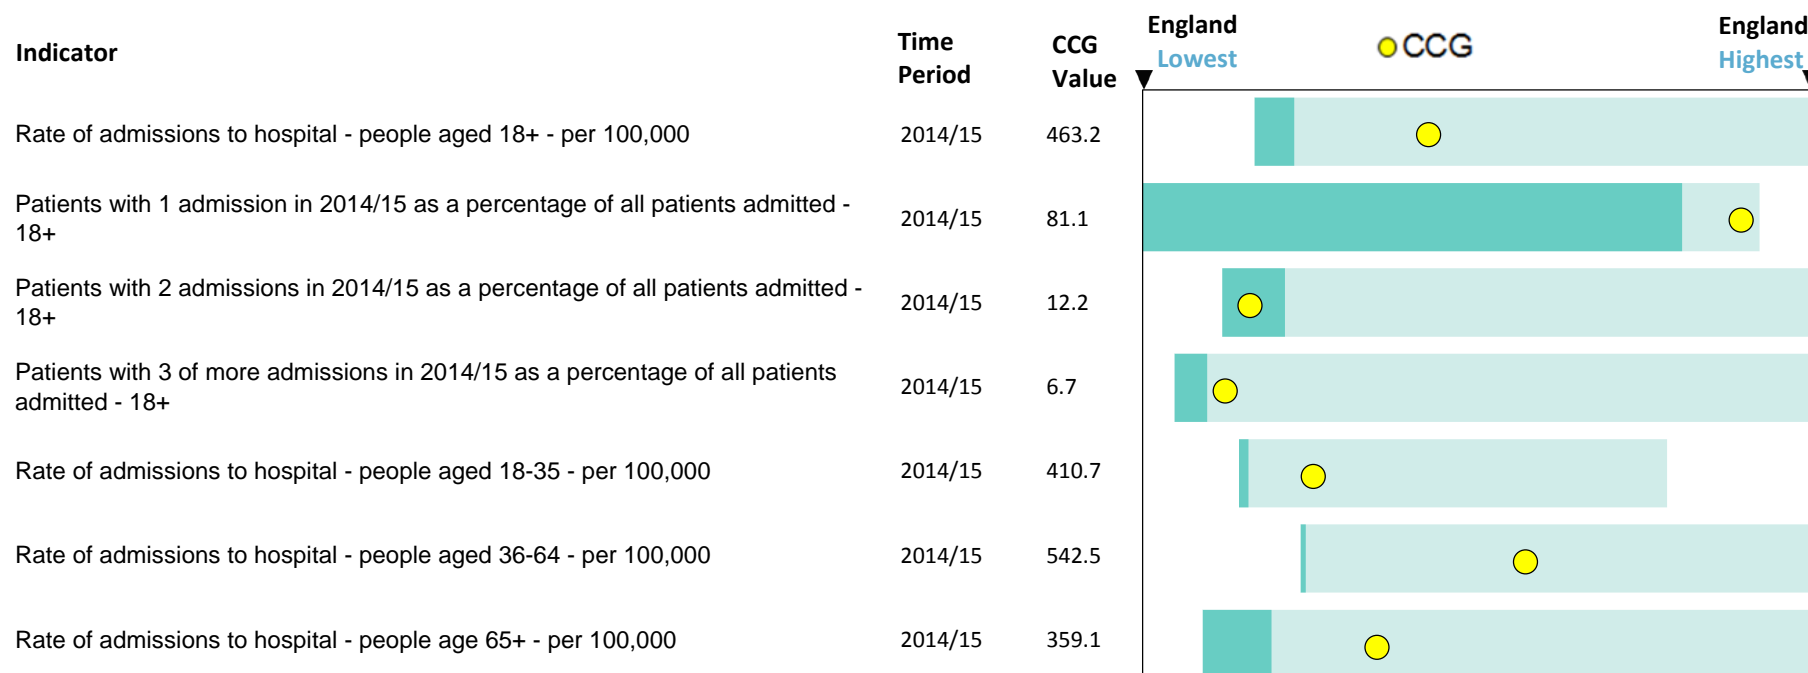 Indicator
Time Period
CCG Value
England Lowest
CCG
England Highest
Rate of admissions to hospital - people aged 18+ - per 100,000 2014/15 463.2
Patients with 1 admission in 2014/15 as a percentage of all patients admitted -
18+
2014/15 81.1
Patients with 2 admissions in 2014/15 as a percentage of all patients admitted -
18+
2014/15 12.2
Patients with 3 of more admissions in 2014/15 as a percentage of all patients
admitted - 18+
2014/15 6.7
Rate of admissions to hospital - people aged 18-35 - per 100,000 2014/15 410.7
Rate of admissions to hospital - people aged 36-64 - per 100,000 2014/15 542.5
Rate of admissions to hospital - people age 65+ - per 100,000 2014/15 359.1